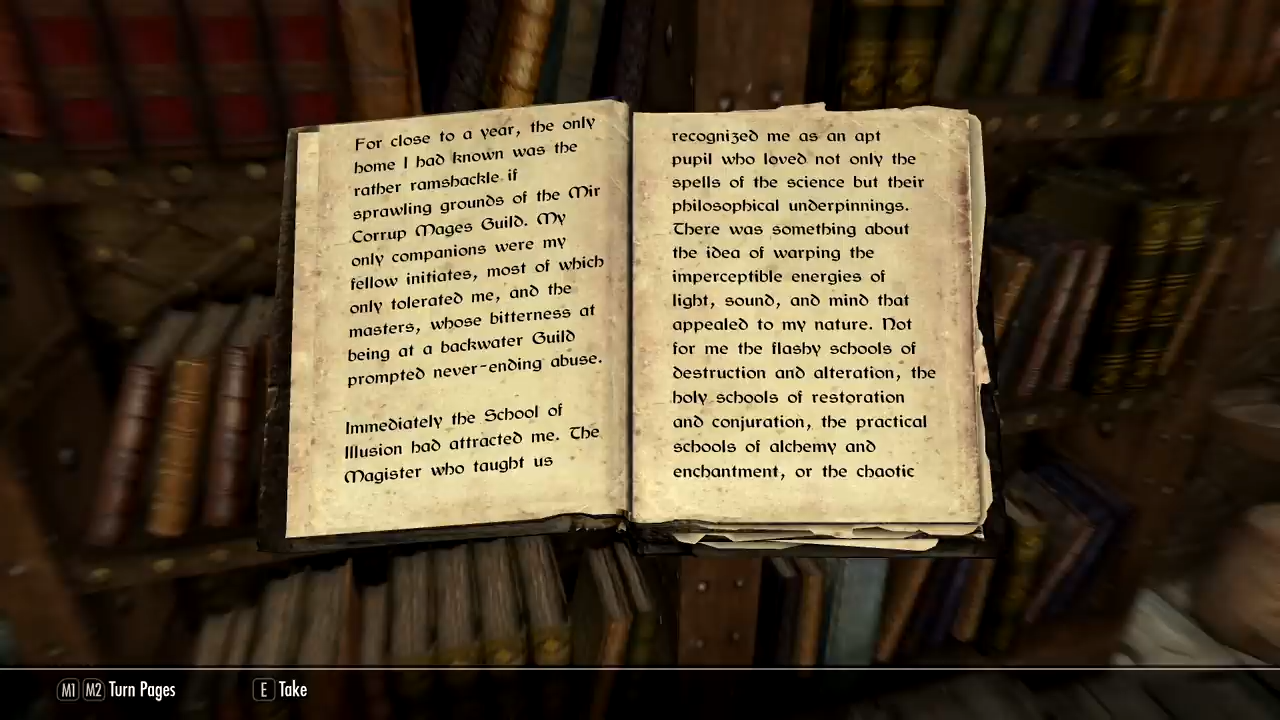 For close to a year, the only
home I had known was the
rather ramshackle if
sprawling grounds of the Mir
Corrup Mages Guild. My
only companions were my
fellow initiates, most of which
only tolerated me, and the
masters, whose bitterness at
being at a backwater Guild
prompted never-ending abuse.
Immediately the School of
Illusion had attracted me. The
Magister who taught us
recognized me as an apt
pupil who loved not only the
spells of the science but their
philosophical underpinnings.
There was something about
the idea of warping the
imperceptible energies of
light, sound, and mind that
appealed to my nature. Not
for me the flashy schools of
destruction and alteration, the
holy schools of restoration
and conjuration, the practical
schools of alchemy and
enchantment, or the chaotic
M1 M2 Turn Pages
E Take